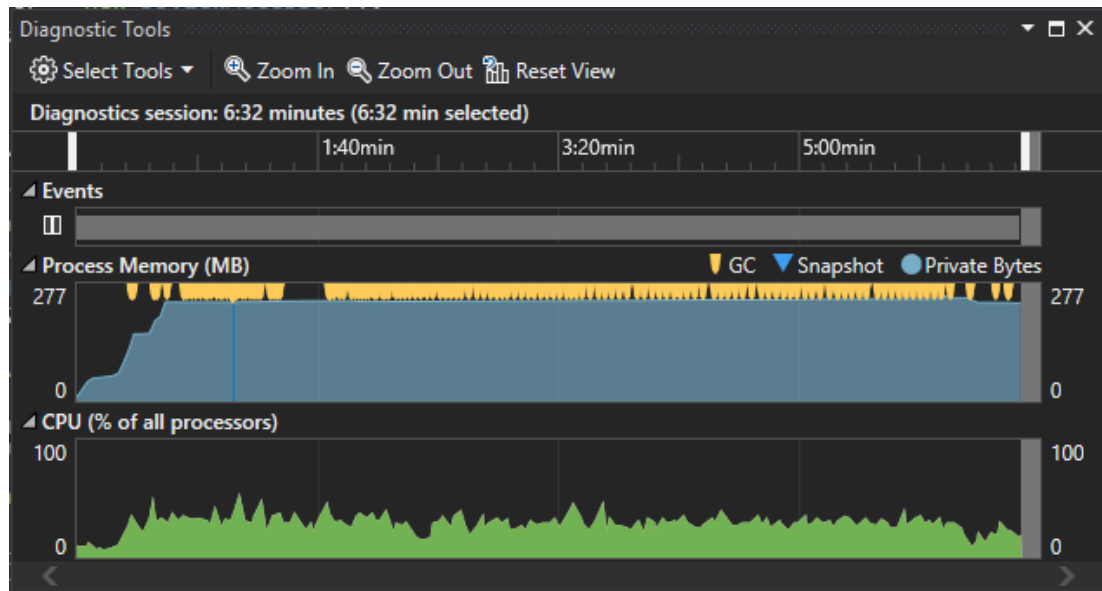 Diagnostic Tools
Select Tools Zoom In Zoom Out Reset View
Diagnostics session: 6:32 minutes (6:32 min selected)
1:40min 3:20min 5:00min
Events
Process Memory (MB) GC Snapshot Private Bytes
277 277
0 0
CPU (% of all processors)
100 100
0 0